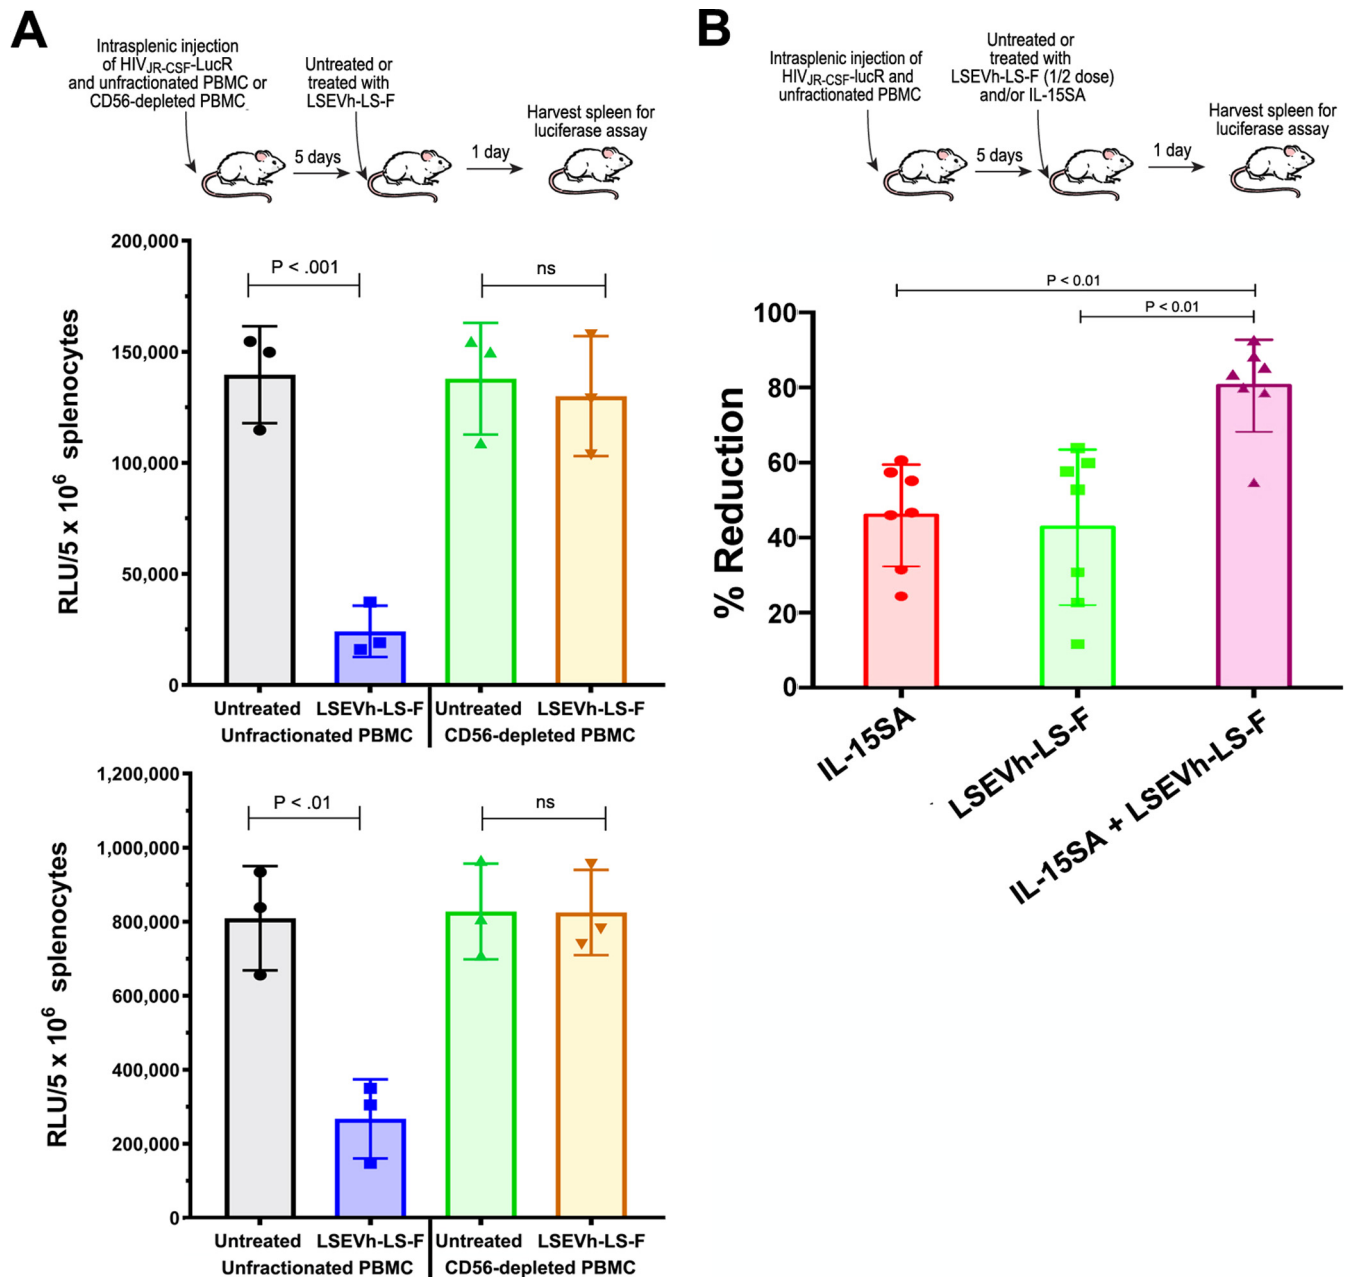 A
Intrasplenic injection
of HIVJR-CSF-LucR
and unfractionated PBMC or
CD56-depleted PBMC
Untreated or
treated with
LSEVh-LS-F
Harvest spleen for
luciferase assay
5 days
1 day
200,000
150,000
100,000
50,000
0
RLU/5 x 10⁶ splenocytes
P < .001
ns
Untreated LSEVh-LS-F Untreated LSEVh-LS-F
Unfractionated PBMC CD56-depleted PBMC
1,200,000
1,000,000
800,000
600,000
400,000
200,000
0
RLU/5 x 10⁶ splenocytes
P < .01
ns
Untreated LSEVh-LS-F Untreated LSEVh-LS-F
Unfractionated PBMC CD56-depleted PBMC
B
Intrasplenic injection of
HIVJR-CSF-lucR and
unfractionated PBMC
Untreated or
treated with
LSEVh-LS-F (1/2 dose)
and/or IL-15SA
Harvest spleen for
luciferase assay
5 days
1 day
P < 0.01
P < 0.01
100
80
60
40
20
0
% Reduction
IL-15SA
LSEVh-LS-F
IL-15SA + LSEVh-LS-F